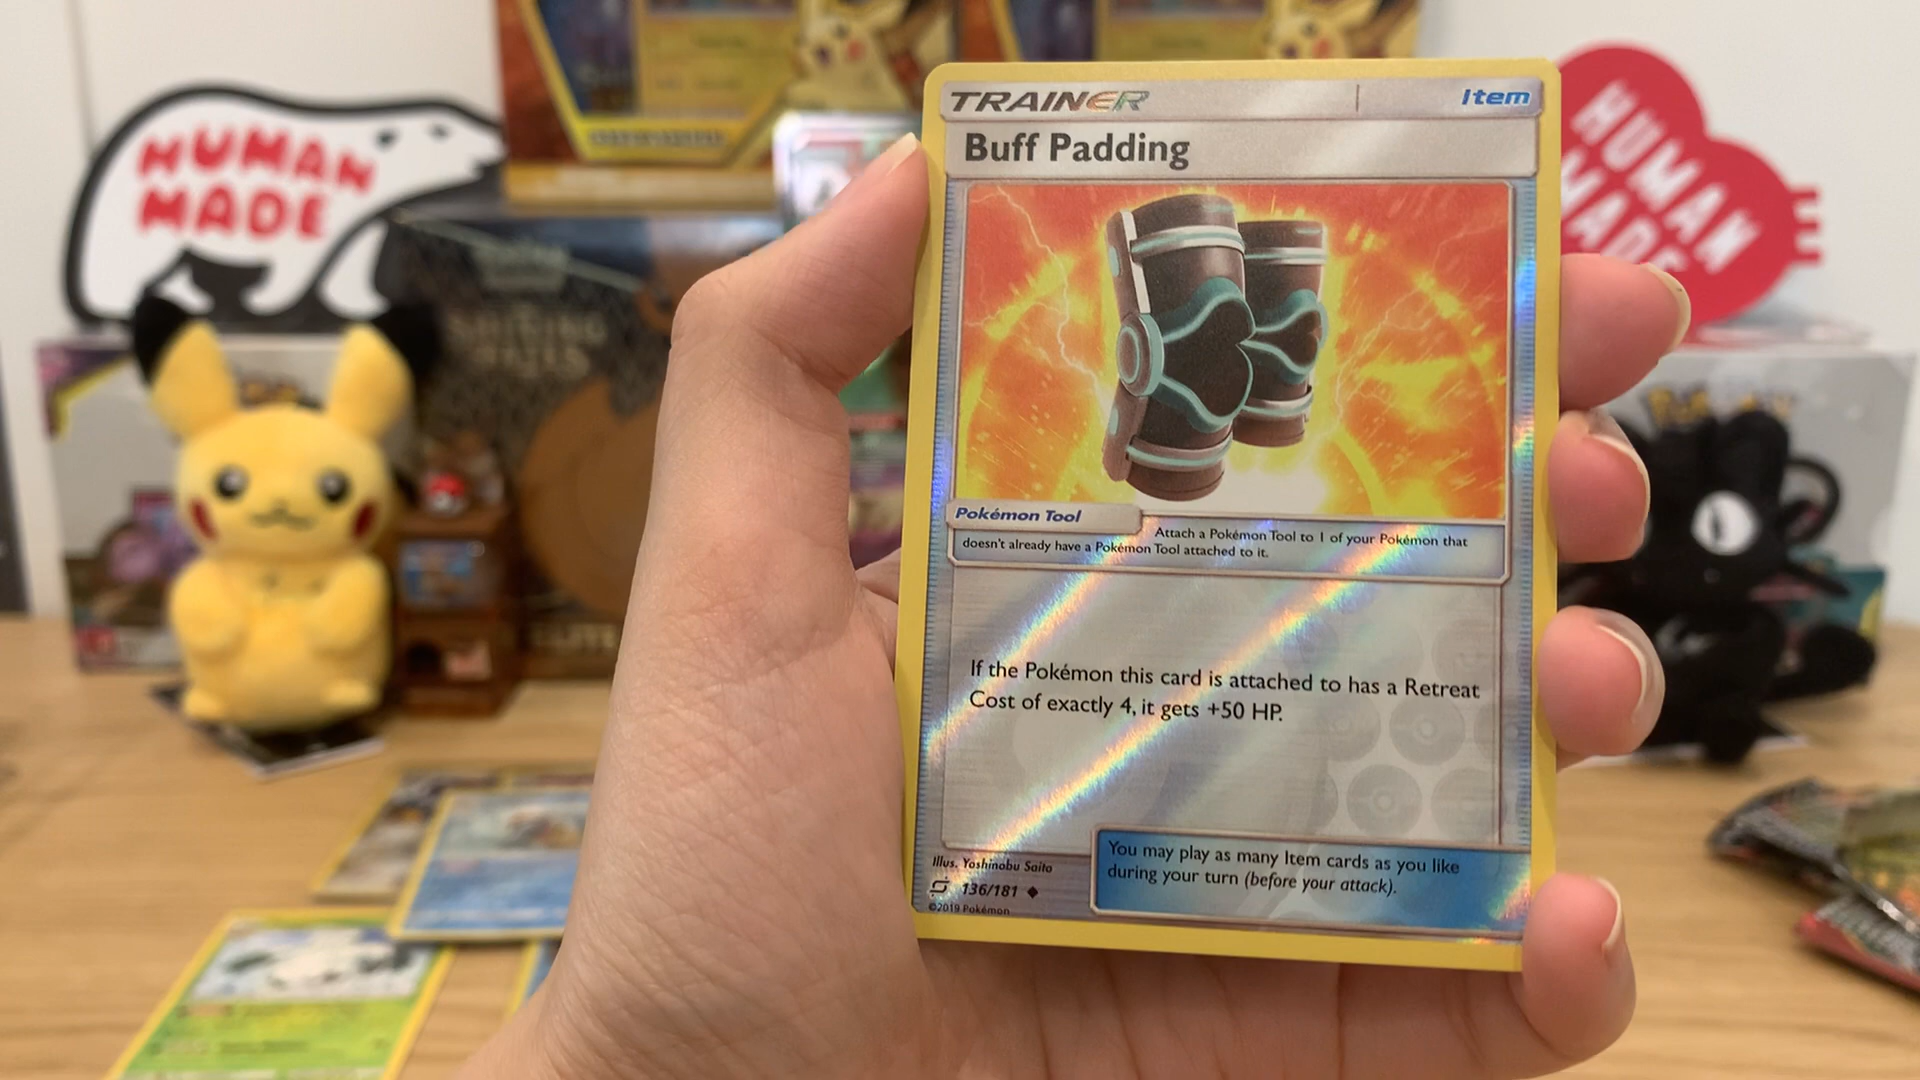 HUMAN
MADE
HUMAN
MADE
SHINING
FATES
TRAINER
Item
Buff Padding
Pokémon Tool
Attach a Pokémon Tool to 1 of your Pokémon that
doesn't already have a Pokémon Tool attached to it.
If the Pokémon this card is attached to has a Retreat
Cost of exactly 4, it gets +50 HP.
Illus. Yoshinobu Saito
136/181
©2019 Pokémon
You may play as many Item cards as you like
during your turn (before your attack).